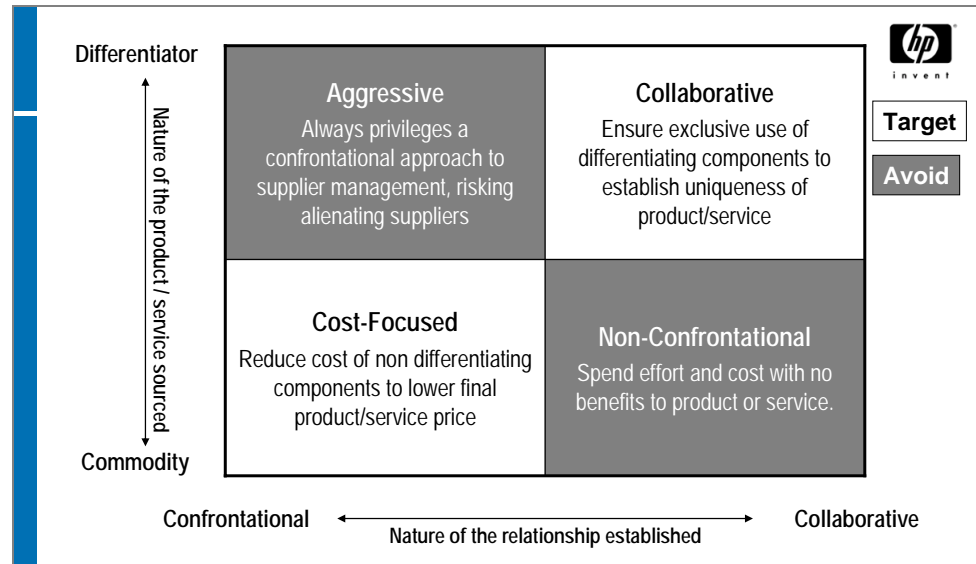 Differentiator
Nature of the product / service sourced
Commodity
Aggressive
Always privileges a
confrontational approach to
supplier management, risking
alienating suppliers
Collaborative
Ensure exclusive use of
differentiating components to
establish uniqueness of
product/service
Cost-Focused
Reduce cost of non differentiating
components to lower final
product/service price
Non-Confrontational
Spend effort and cost with no
benefits to product or service.
Confrontational
Nature of the relationship established
Collaborative
hp
invent
Target
Avoid